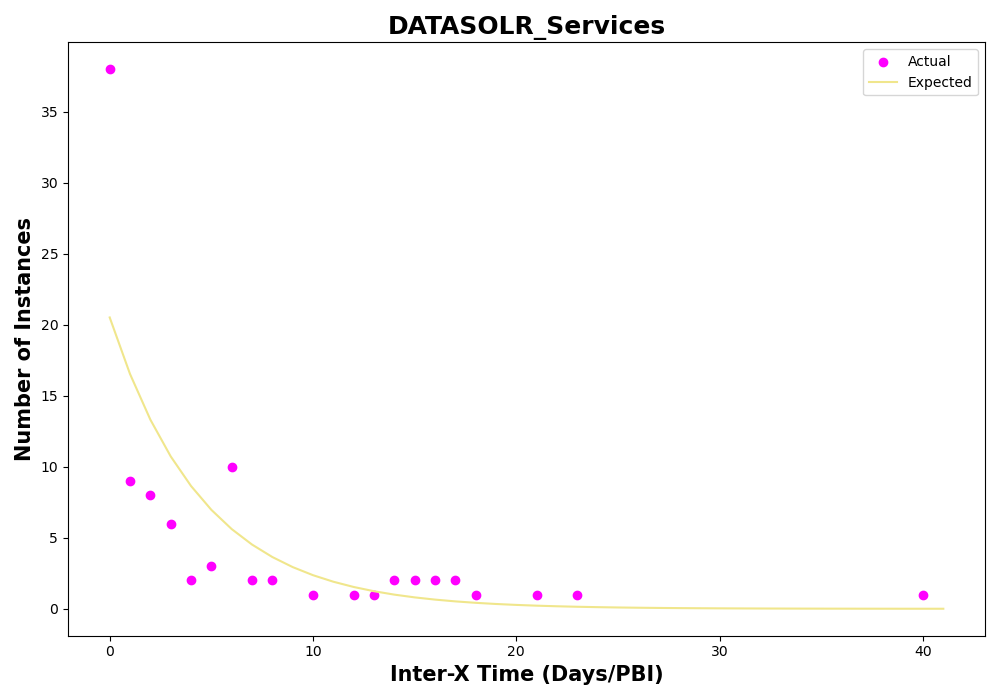 DATASOLR_Services
Actual
Expected
Number of Instances
35
30
25
20
15
10
5
0
0 10 20 30 40
Inter-X Time (Days/PBI)